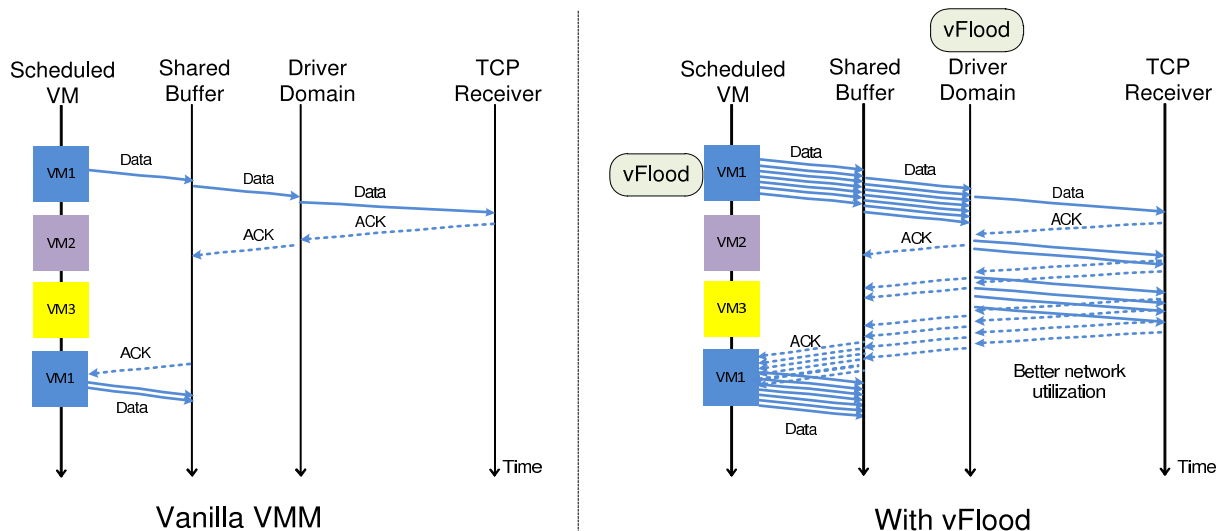 Scheduled
VM
Shared
Buffer
Driver
Domain
TCP
Receiver
VM1
Data
Data
Data
ACK
ACK
VM2
VM3
ACK
VM1
Data
Time
Vanilla VMM
vFlood
Scheduled
VM
Shared
Buffer
Driver
Domain
TCP
Receiver
vFlood
VM1
Data
Data
Data
ACK
ACK
VM2
VM3
ACK
VM1
Data
Better network
utilization
Time
With vFlood